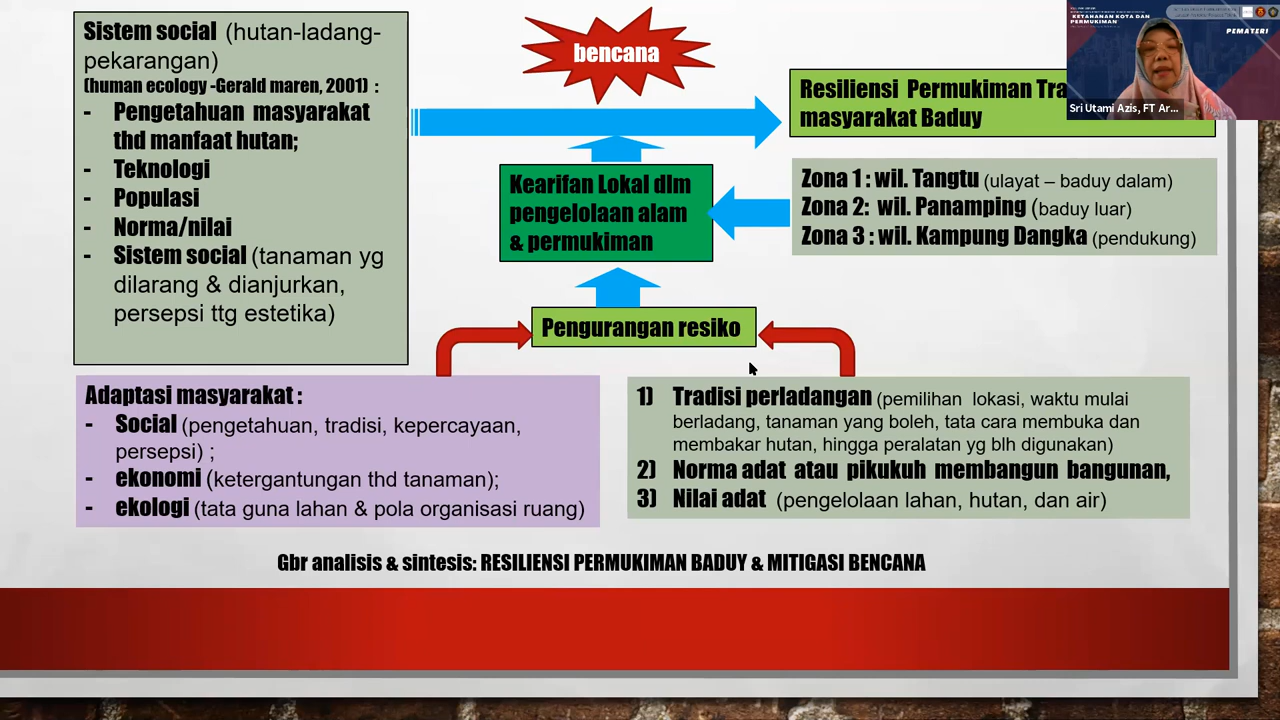 Sistem social (hutan-ladang-
pekarangan)
(human ecology -Gerald maren, 2001) :
- Pengetahuan masyarakat
thd manfaat hutan;
- Teknologi
- Populasi
- Norma/nilai
- Sistem social (tanaman yg
dilarang & dianjurkan,
persepsi ttg estetika)
bencana
Resiliensi Permukiman Tra
masyarakat Baduy
KETAHANAN KOTA DAN
PERMUKIMAN
PEMATERI
Sri Utami Azis, FT Ar...
Kearifan Lokal dlm
pengelolaan alam
& permukiman
Zona 1 : wil. Tangtu (ulayat – baduy dalam)
Zona 2: wil. Panamping (baduy luar)
Zona 3 : wil. Kampung Dangka (pendukung)
Pengurangan resiko
Adaptasi masyarakat :
- Social (pengetahuan, tradisi, kepercayaan,
persepsi) ;
- ekonomi (ketergantungan thd tanaman);
- ekologi (tata guna lahan & pola organisasi ruang)
1) Tradisi perladangan (pemilihan lokasi, waktu mulai
berladang, tanaman yang boleh, tata cara membuka dan
membakar hutan, hingga peralatan yg blh digunakan)
2) Norma adat atau pikukuh membangun bangunan,
3) Nilai adat (pengelolaan lahan, hutan, dan air)
Gbr analisis & sintesis: RESILIENSI PERMUKIMAN BADUY & MITIGASI BENCANA